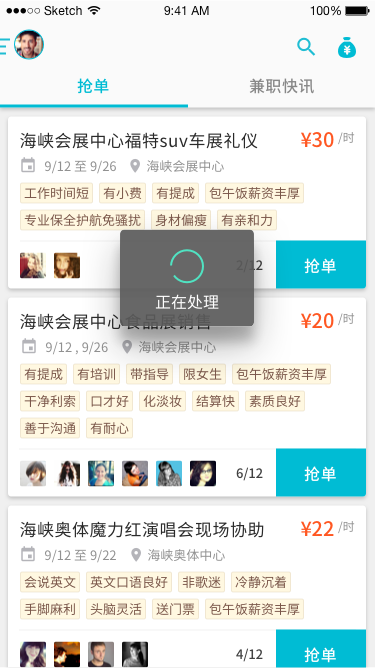 Sketch 9:41 AM 100%
抢单 兼职快讯
海峡会展中心福特suv车展礼仪 ¥30 /时
9/12 至 9/26 海峡会展中心
工作时间短 有小费 有提成 包午饭薪资丰厚
专业保全护航免骚扰 身材偏瘦 有亲和力
2/12 抢单
正在处理
海峡会展中心食品展销售 ¥20 /时
9/12 , 9/26 海峡会展中心
有提成 有培训 带指导 限女生 包午饭薪资丰厚
干净利索 口才好 化淡妆 结算快 素质良好
善于沟通 有耐心
6/12 抢单
海峡奥体魔力红演唱会现场协助 ¥22 /时
9/12 至 9/22 海峡奥体中心
会说英文 英文口语良好 非歌迷 冷静沉着
手脚麻利 头脑灵活 送门票 包午饭薪资丰厚
4/12 抢单